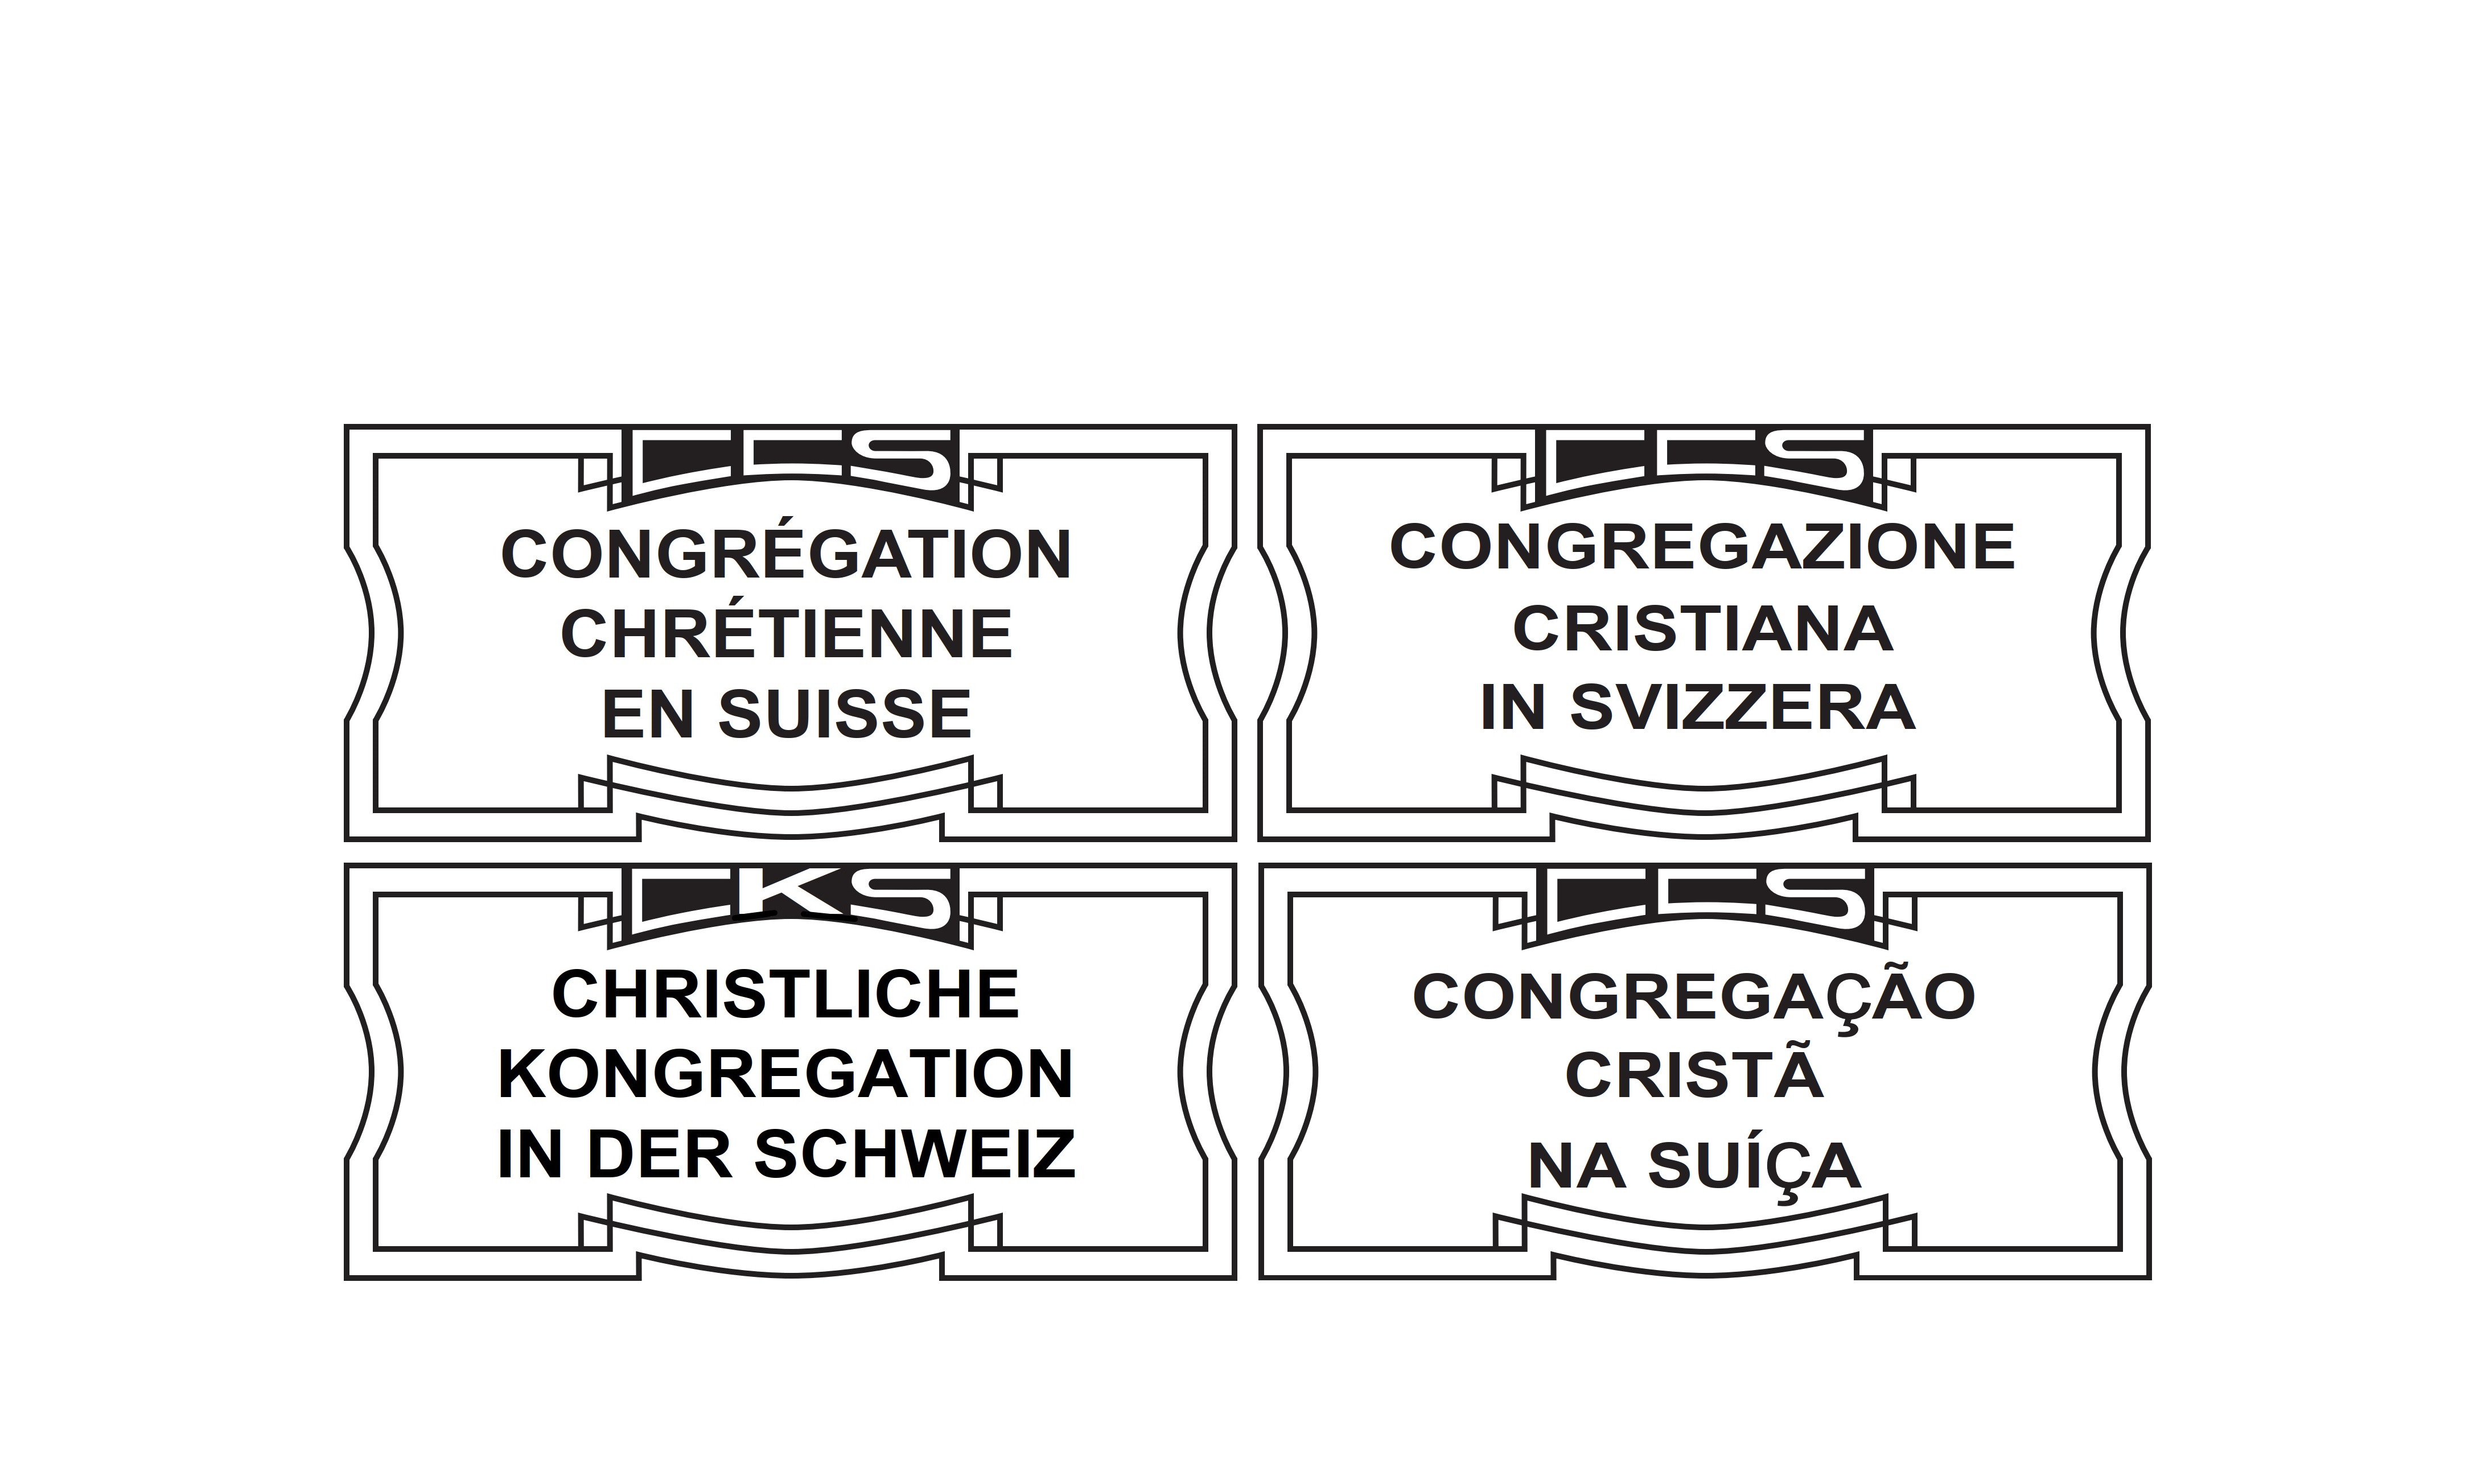 CCS
CONGRÉGATION
CHRÉTIENNE
EN SUISSE
CCS
CONGREGAZIONE
CRISTIANA
IN SVIZZERA
CKS
CHRISTLICHE
KONGREGATION
IN DER SCHWEIZ
CCS
CONGREGAÇÃO
CRISTÃ
NA SUÍÇA